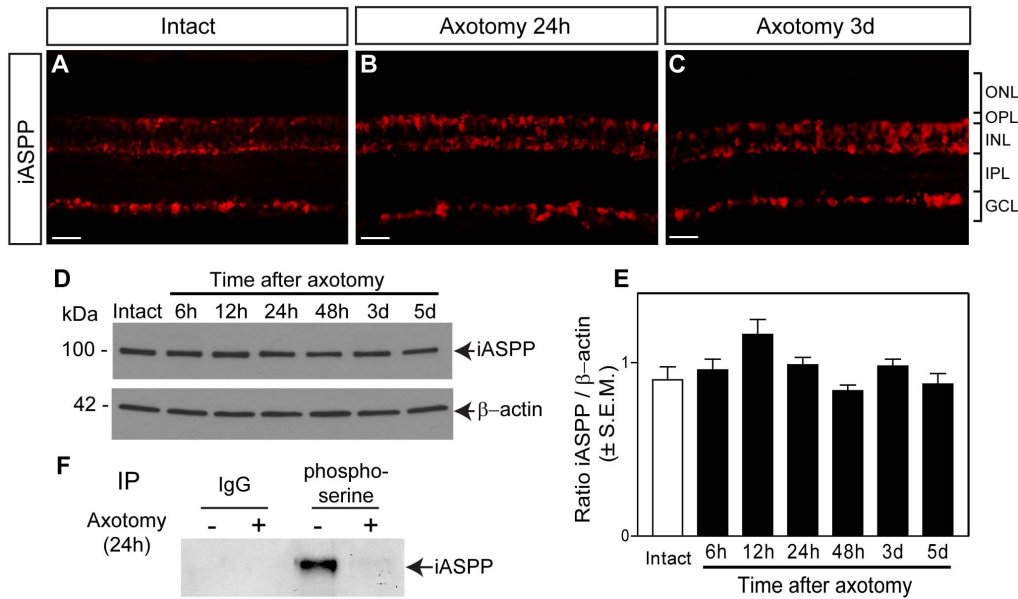 Intact
Axotomy 24h
Axotomy 3d
iASPP
A
B
C
ONL
OPL
INL
IPL
GCL
D
Time after axotomy
kDa
Intact 6h 12h 24h 48h 3d 5d
100 -
iASPP
42 -
β−actin
E
Ratio iASPP / β−actin
(± S.E.M.)
1
0
Intact 6h 12h 24h 48h 3d 5d
Time after axotomy
F
IP
IgG
phospho-
serine
Axotomy
(24h)
- + - +
iASPP